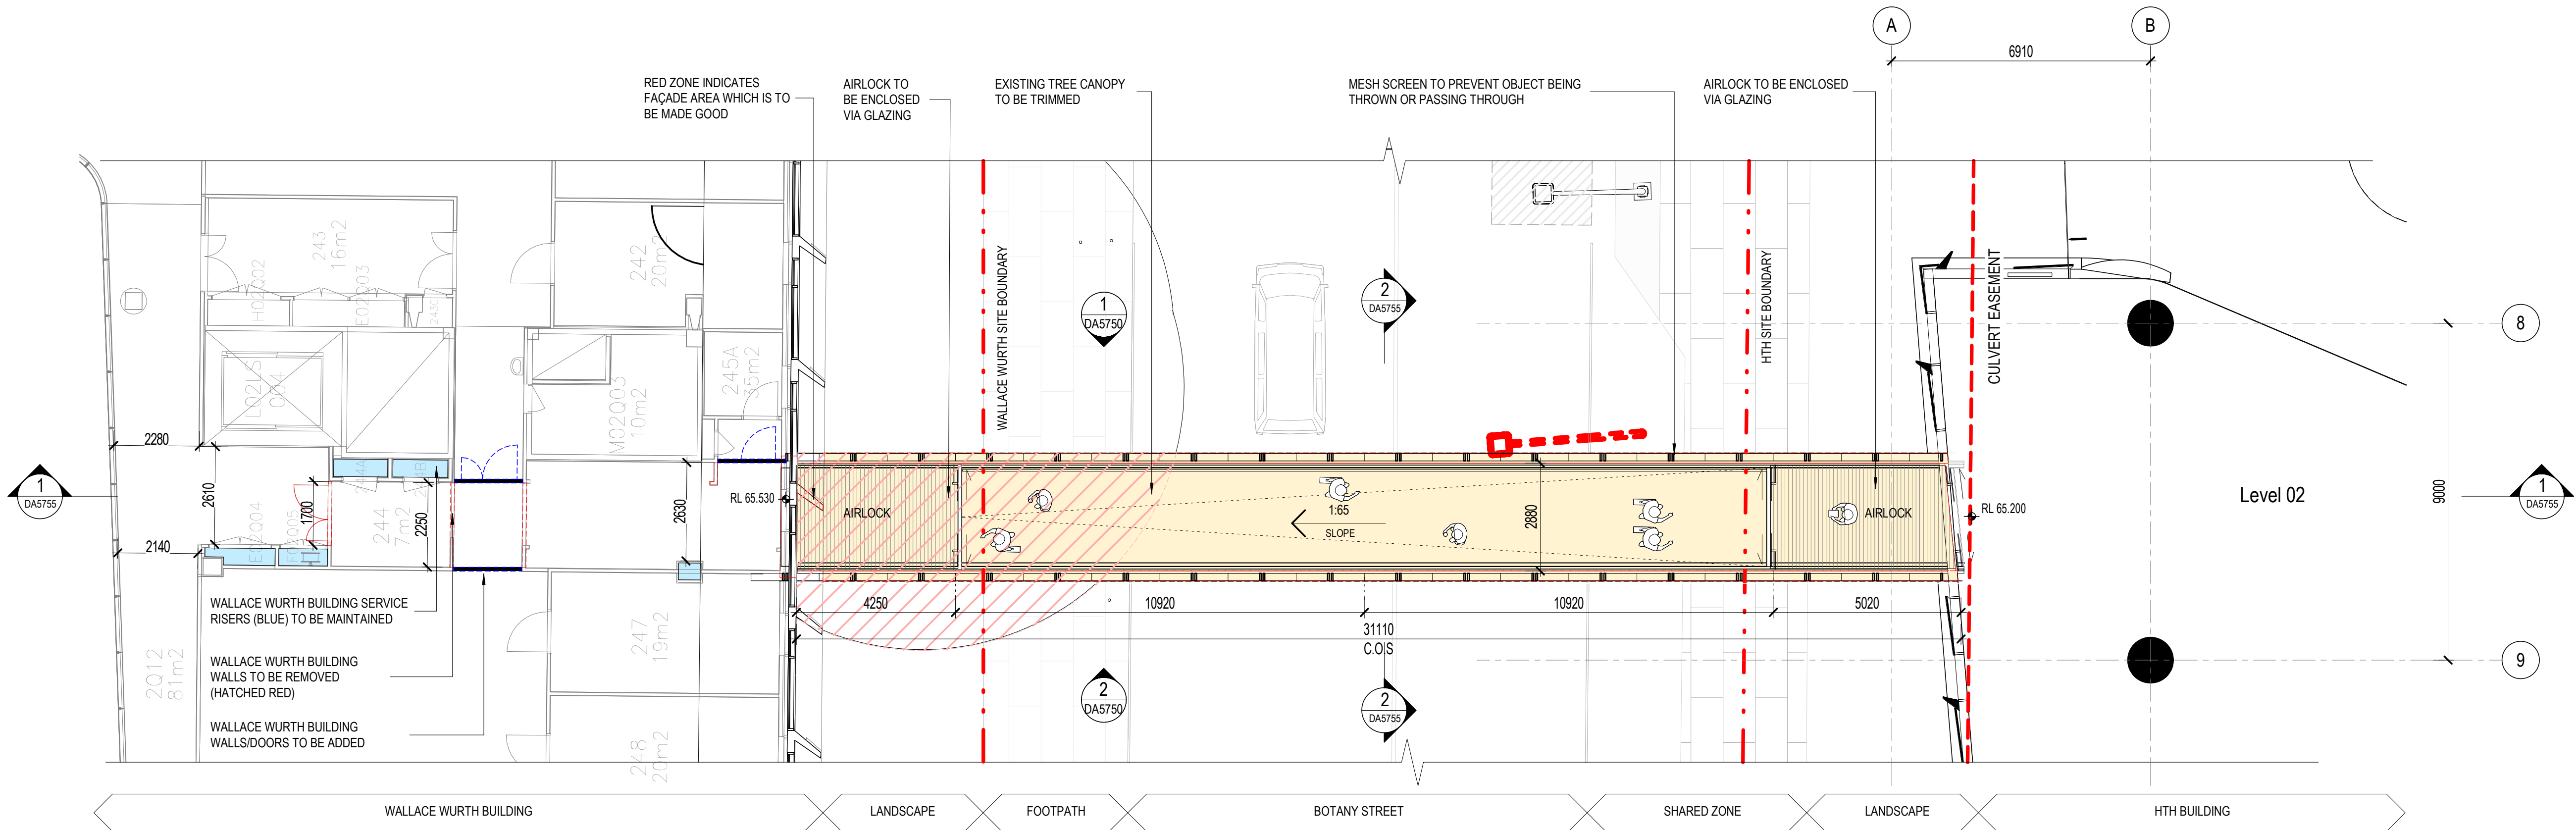 A
B
6910
RED ZONE INDICATES
FAÇADE AREA WHICH IS TO
BE MADE GOOD
AIRLOCK TO
BE ENCLOSED
VIA GLAZING
EXISTING TREE CANOPY
TO BE TRIMMED
MESH SCREEN TO PREVENT OBJECT BEING
THROWN OR PASSING THROUGH
AIRLOCK TO BE ENCLOSED
VIA GLAZING
243
16m2
H02Q02
E02Q03
243C
242
20m2
L02LS
M02Q03
10m2
245A
35m2
WALLACE WURTH SITE BOUNDARY
1
DA5750
2
DA5755
HTH SITE BOUNDARY
CULVERT EASEMENT
8
2280
2610
1700
2250
2140
2630
244
7m2
E02Q04
RL 65.530
AIRLOCK
1:65
SLOPE
2880
AIRLOCK
RL 65.200
Level 02
9000
1
DA5755
1
DA5755
4250
10920
10920
5020
31110
C.O.S
9
WALLACE WURTH BUILDING SERVICE
RISERS (BLUE) TO BE MAINTAINED
WALLACE WURTH BUILDING
WALLS TO BE REMOVED
(HATCHED RED)
WALLACE WURTH BUILDING
WALLS/DOORS TO BE ADDED
2Q12
81m2
247
19m2
248
20m2
2
DA5750
2
DA5755
WALLACE WURTH BUILDING
LANDSCAPE
FOOTPATH
BOTANY STREET
SHARED ZONE
LANDSCAPE
HTH BUILDING